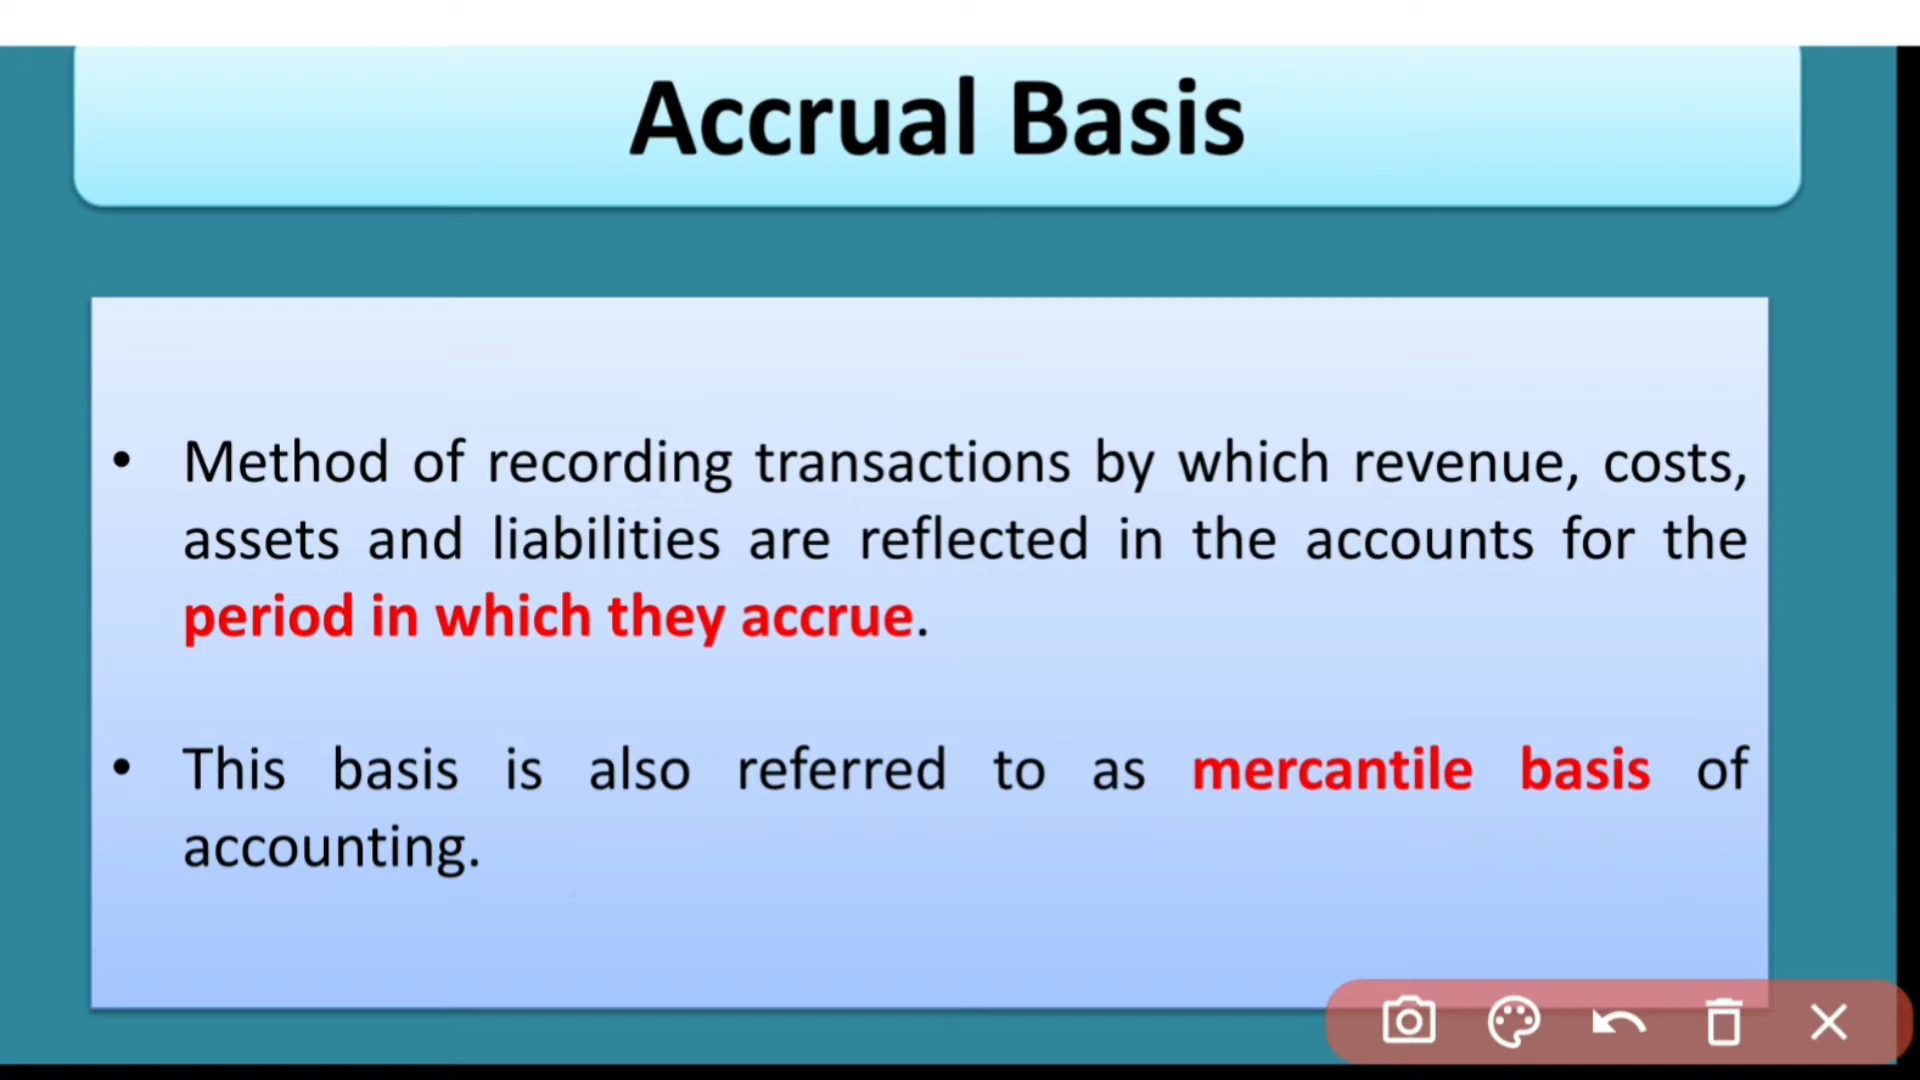 Accrual Basis
• Method of recording transactions by which revenue, costs,
assets and liabilities are reflected in the accounts for the
period in which they accrue.
• This basis is also referred to as mercantile basis of
accounting.